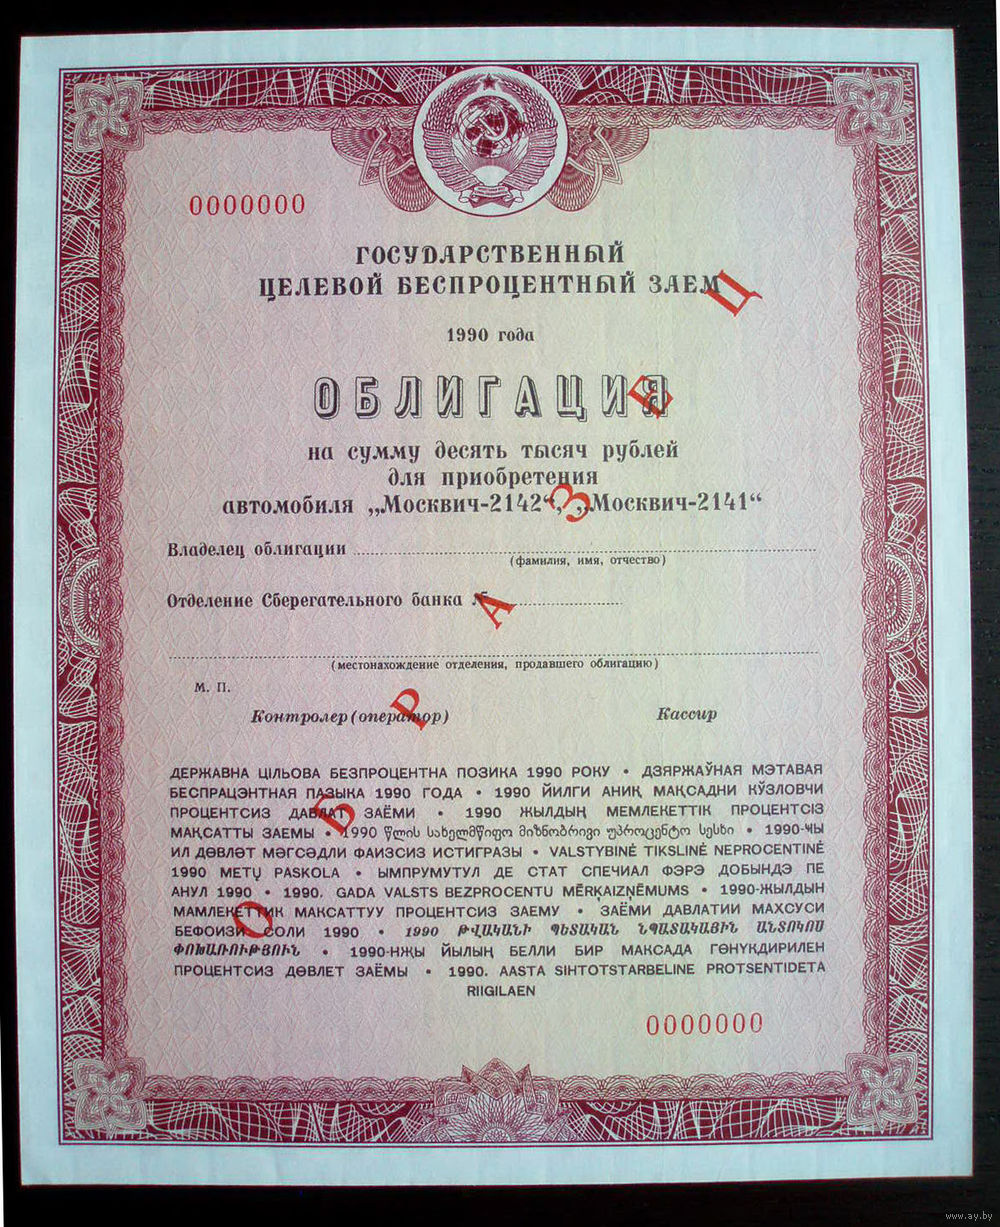 0000000
ГОСУДАРСТВЕННЫЙ
ЦЕЛЕВОЙ БЕСПРОЦЕНТНЫЙ ЗАЕМ
1990 года
ОБЛИГАЦИЯ
на сумму десять тысяч рублей
для приобретения
автомобиля „Москвич-2142“, „Москвич-2141“
Владелец облигации
(фамилия, имя, отчество)
Отделение Сберегательного банка №
(местонахождение отделения, продавшего облигацию)
М. П.
Контролер (оператор) Кассир
ДЕРЖАВНА ЦІЛЬОВА БЕЗПРОЦЕНТНА ПОЗИКА 1990 РОКУ • ДЗЯРЖАЎНАЯ МЭТАВАЯ
БЕСПРАЦЭНТНАЯ ПАЗЫКА 1990 ГОДА • 1990 ЙИЛГИ АНИҚ МАҚСАДНИ КЎЗЛОВЧИ
ПРОЦЕНТСИЗ ДАВЛАТ ЗАЁМИ • 1990 ЖЫЛДЫҢ МЕМЛЕКЕТТІК ПРОЦЕНТСІЗ
МАҚСАТТЫ ЗАЕМЫ • 1990 წლის სახელმწიფო მიზნობრივი უპროცენტო სესხი • 1990-ЧЫ
ИЛ ДӨВЛӘТ МӘГСӘДЛИ ФАИЗСИЗ ИСТИГРАЗЫ • VALSTYBINĖ TIKSLINĖ NEPROCENTINĖ
1990 METŲ PASKOLA • ЫМПРУМУТУЛ ДЕ СТАТ СПЕЧИАЛ ФЭРЭ ДОБЫНДЭ ПЕ
АНУЛ 1990 • 1990. GADA VALSTS BEZPROCENTU MĒRĶAIZŅĒMUMS • 1990-ЖЫЛДЫН
МАМЛЕКЕТТИК МАКСАТТУУ ПРОЦЕНТСИЗ ЗАЕМУ • ЗАЁМИ ДАВЛАТИИ МАХСУСИ
БЕФОИЗИ СОЛИ 1990 • 1990 ԹՎԱԿԱՆԻ ՊԵՏԱԿԱՆ ՆՊԱՏԱԿԱՅԻՆ ԱՆՏՈԿՈՍ
ՓՈԽԱՌՈՒԹՅՈՒՆ • 1990-НЖЫ ЙЫЛЫҢ БЕЛЛИ БИР МАКСАДА ГӨНҮКДИРИЛЕН
ПРОЦЕНТСИЗ ДӨВЛЕТ ЗАЁМЫ • 1990. AASTA SIHTOTSTARBELINE PROTSENTIDETA
RIIGILAEN
0000000
ОБРАЗЕЦ
www.ay.by